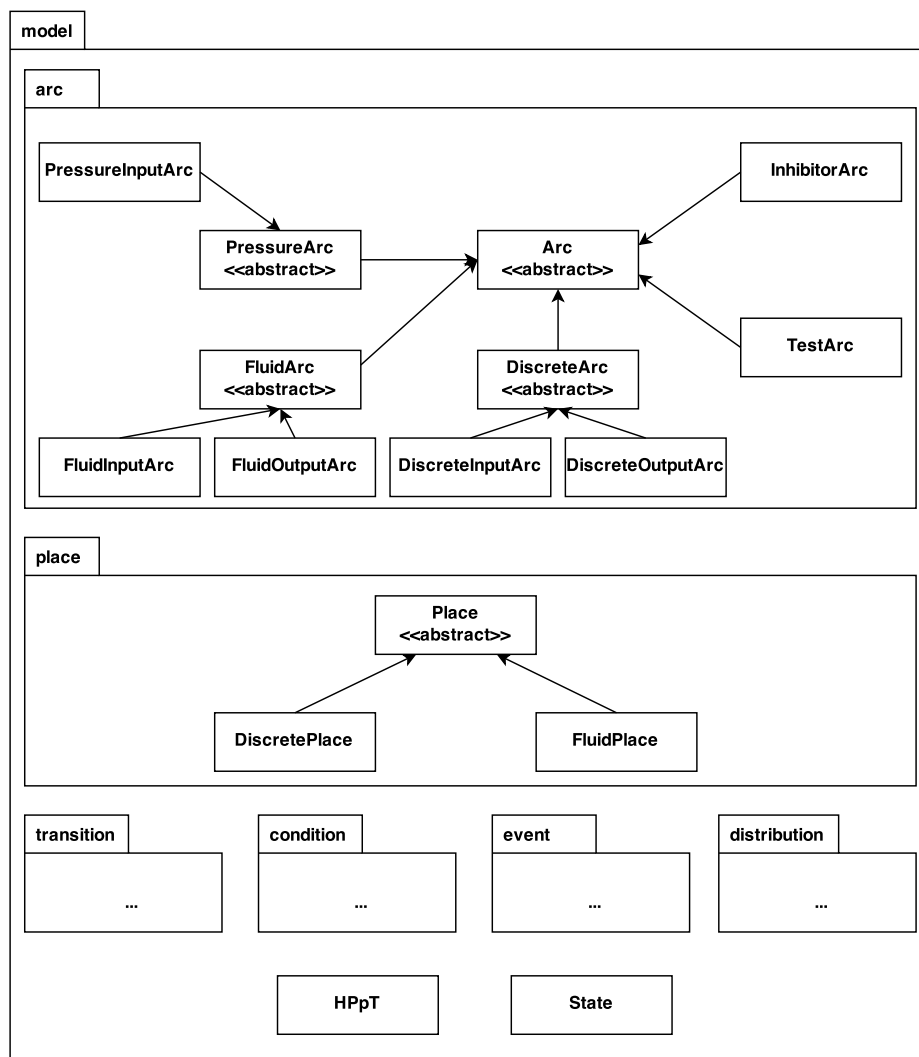 model
arc
PressureInputArc
InhibitorArc
PressureArc
<<abstract>>
Arc
<<abstract>>
TestArc
FluidArc
<<abstract>>
DiscreteArc
<<abstract>>
FluidInputArc
FluidOutputArc
DiscreteInputArc
DiscreteOutputArc
place
Place
<<abstract>>
DiscretePlace
FluidPlace
transition
...
condition
...
event
...
distribution
...
HPpT
State